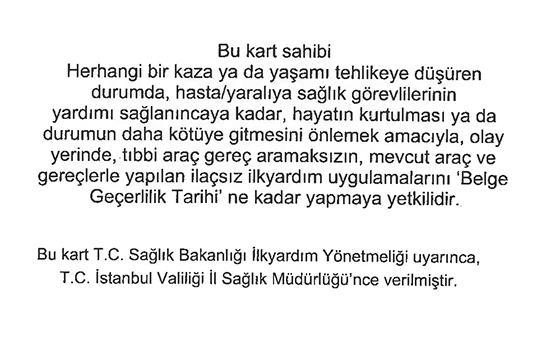 Bu kart sahibi
Herhangi bir kaza ya da yaşamı tehlikeye düşüren
durumda, hasta/yaralıya sağlık görevlilerinin
yardımı sağlanıncaya kadar, hayatın kurtulması ya da
durumun daha kötüye gitmesini önlemek amacıyla, olay
yerinde, tıbbi araç gereç aramaksızın, mevcut araç ve
gereçlerle yapılan ilaçsız ilkyardım uygulamalarını ‘Belge
Geçerlilik Tarihi’ ne kadar yapmaya yetkilidir.
Bu kart T.C. Sağlık Bakanlığı İlkyardım Yönetmeliği uyarınca,
T.C. İstanbul Valiliği İl Sağlık Müdürlüğü'nce verilmiştir.